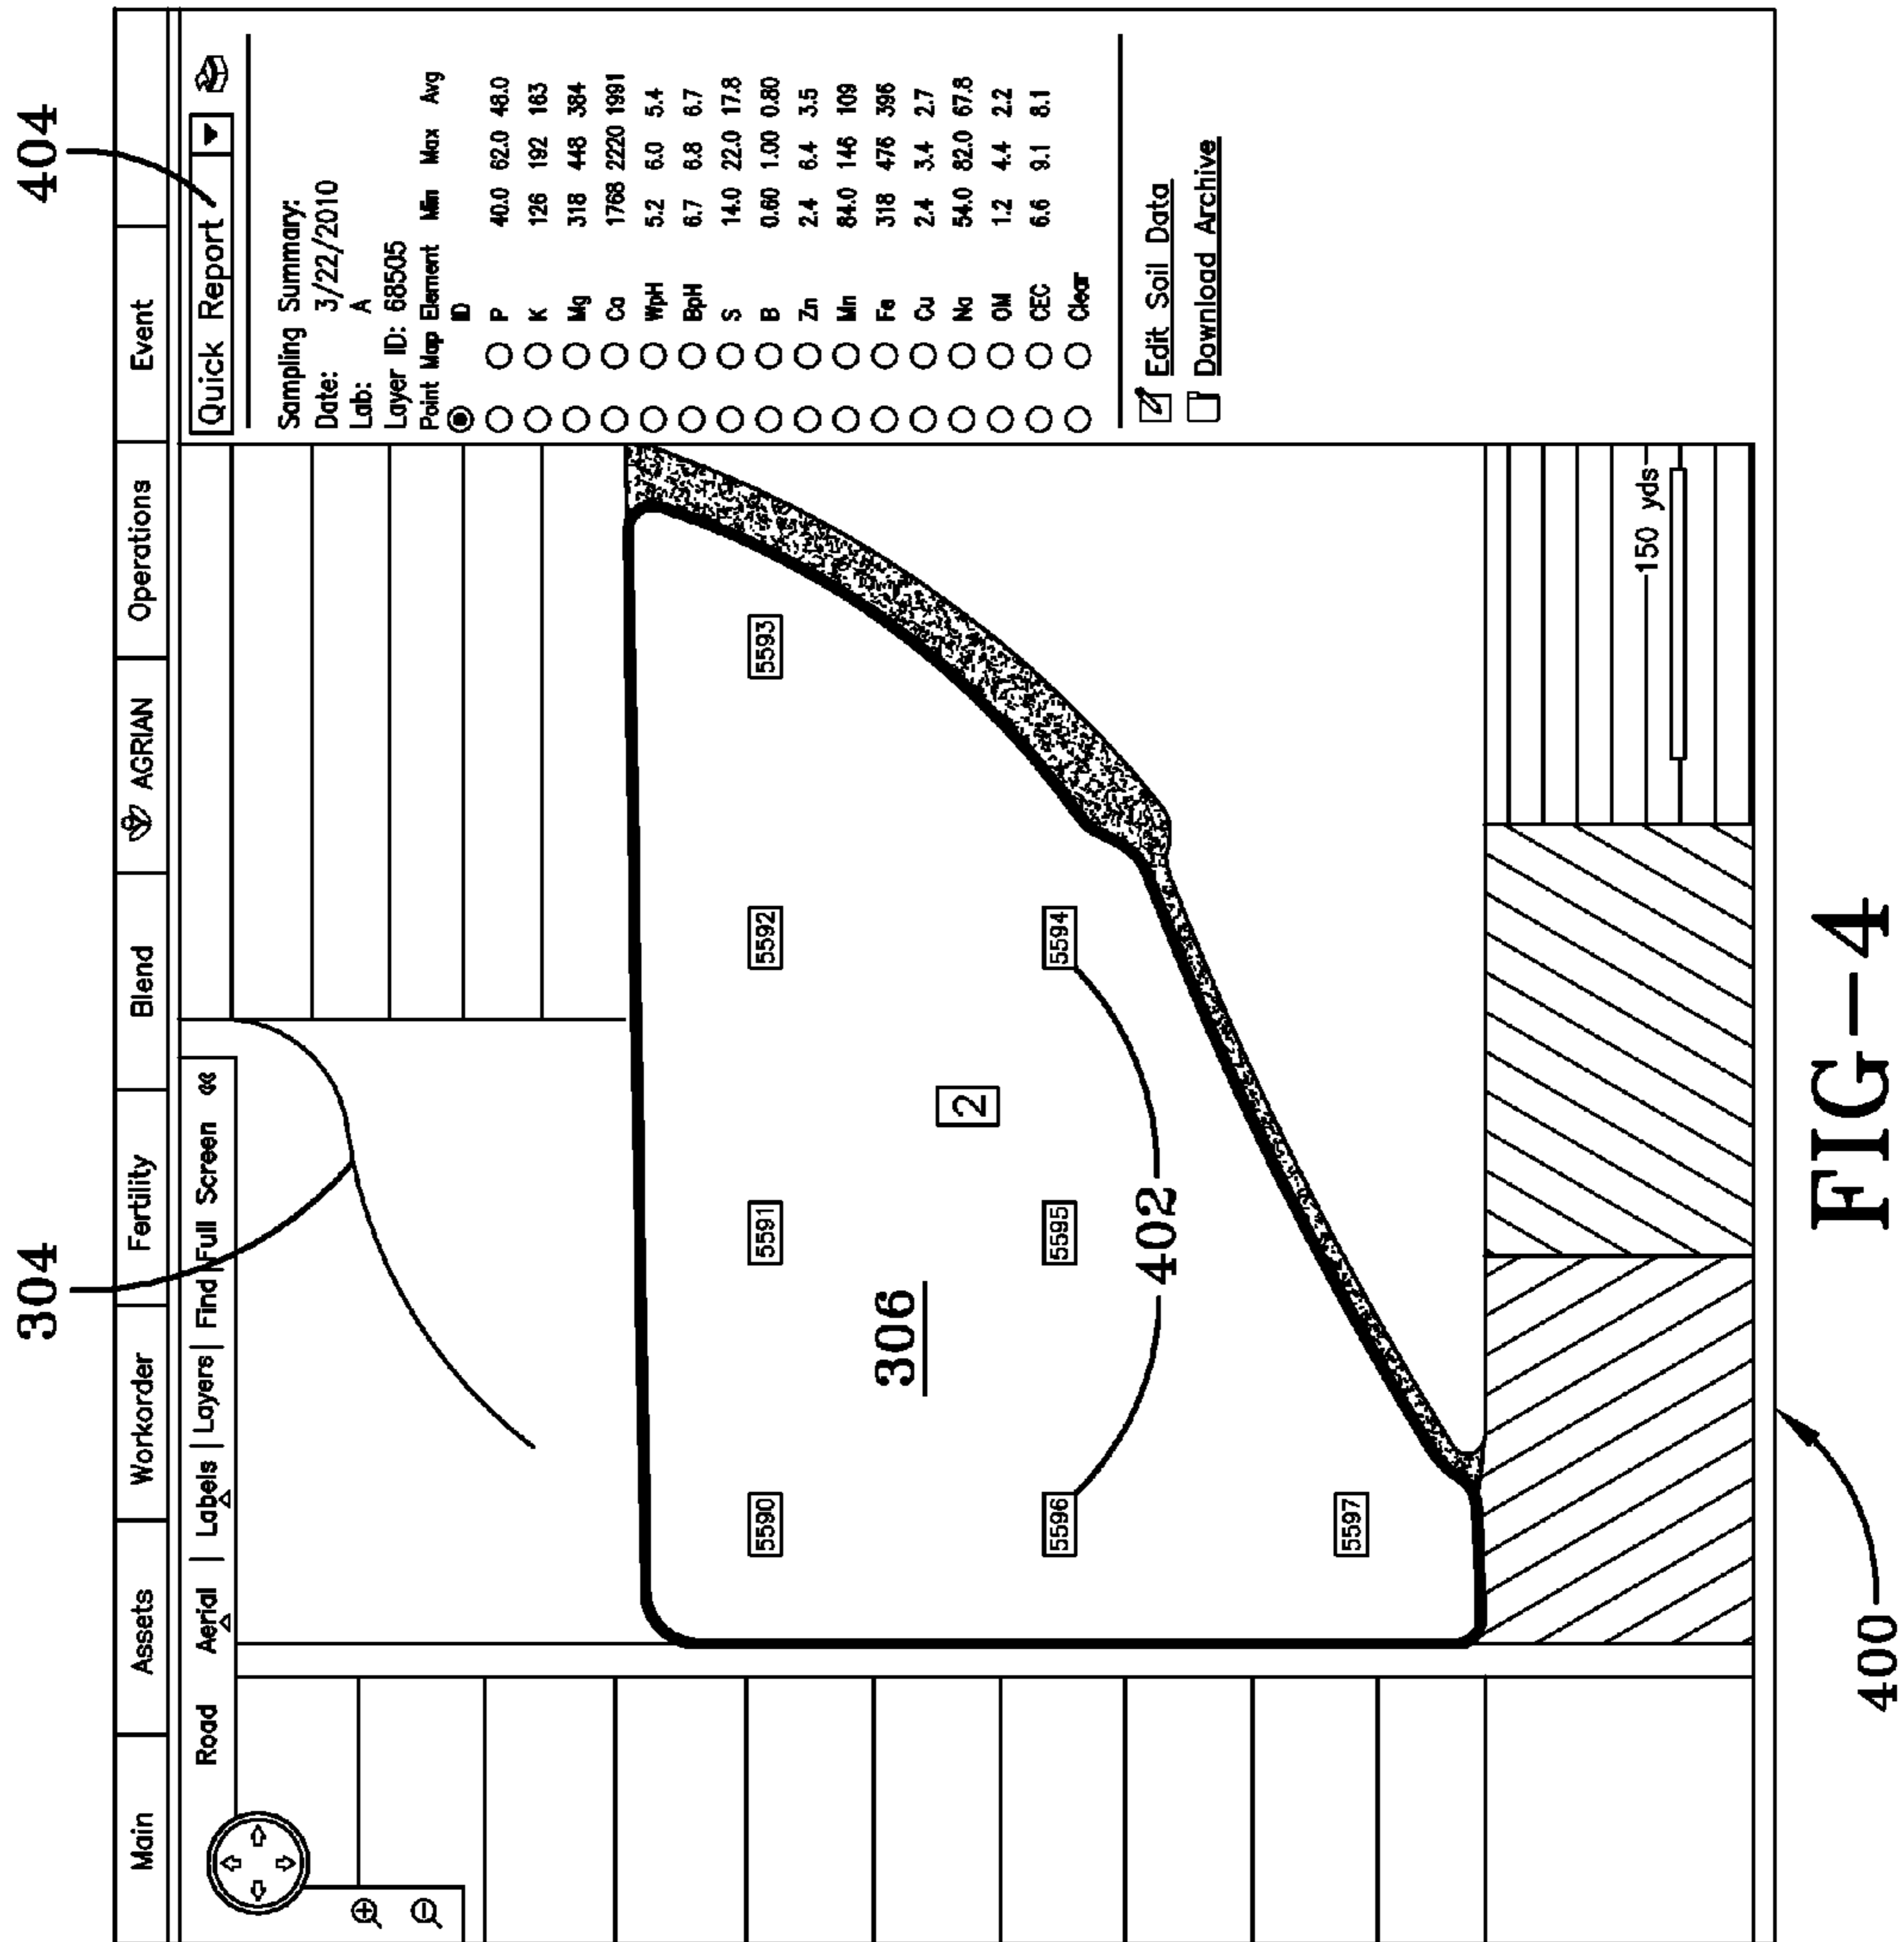 304
404
Main Assets Workorder Fertility Blend AGRIAN Operations Event
Road Aerial | Labels | Layers | Find | Full Screen «
Quick Report
Sampling Summary:
Date: 3/22/2010
Lab: A
Layer ID: 68505
Point Map Element Min Max Avg
ID
P 40.0 62.0 48.0
K 126 192 163
Mg 318 448 384
Ca 1768 2220 1991
WpH 5.2 6.0 5.4
BpH 6.7 6.8 6.7
S 14.0 22.0 17.8
B 0.60 1.00 0.80
Zn 2.4 6.4 3.5
Mn 84.0 146 109
Fe 318 476 396
Cu 2.4 3.4 2.7
Na 54.0 82.0 67.8
OM 1.2 4.4 2.2
CEC 6.6 9.1 8.1
Clear
Edit Soil Data
Download Archive
5590 5591 5592 5593
306
2
5596 5595 5594
402
5597
150 yds
400
FIG-4